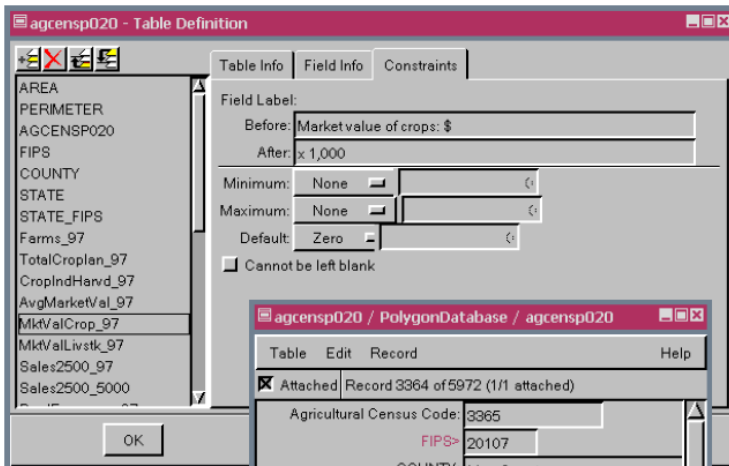 agcensp020 - Table Definition
Table Info Field Info Constraints
AREA
PERIMETER
AGCENSP020
FIPS
COUNTY
STATE
STATE_FIPS
Farms_97
TotalCroplan_97
CropIndHarvd_97
AvgMarketVal_97
MktValCrop_97
MktValLivstk_97
Sales2500_97
Sales2500_5000
Field Label:
Before: Market value of crops: $
After: x 1,000
Minimum: None
Maximum: None
Default: Zero
Cannot be left blank
OK
agcensp020 / PolygonDatabase / agcensp020
Table Edit Record Help
Attached Record 3364 of 5972 (1/1 attached)
Agricultural Census Code: 3365
FIPS> 20107
COUNTY